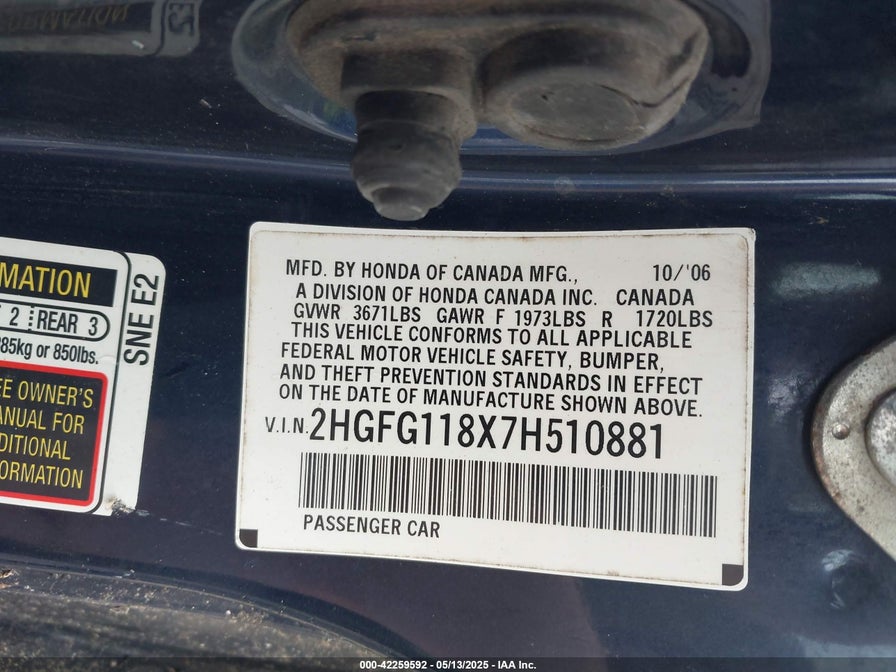 MATION
2 REAR 3
85kg or 850lbs.
SNE E2
EE OWNER'S
ANUAL FOR
DITIONAL
FORMATION
MFD. BY HONDA OF CANADA MFG., 10/'06
A DIVISION OF HONDA CANADA INC. CANADA
GVWR 3671LBS GAWR F 1973LBS R 1720LBS
THIS VEHICLE CONFORMS TO ALL APPLICABLE
FEDERAL MOTOR VEHICLE SAFETY, BUMPER,
AND THEFT PREVENTION STANDARDS IN EFFECT
ON THE DATE OF MANUFACTURE SHOWN ABOVE.
V.I.N. 2HGFG118X7H510881
PASSENGER CAR
000-42259592 - 05/13/2025 - IAA Inc.